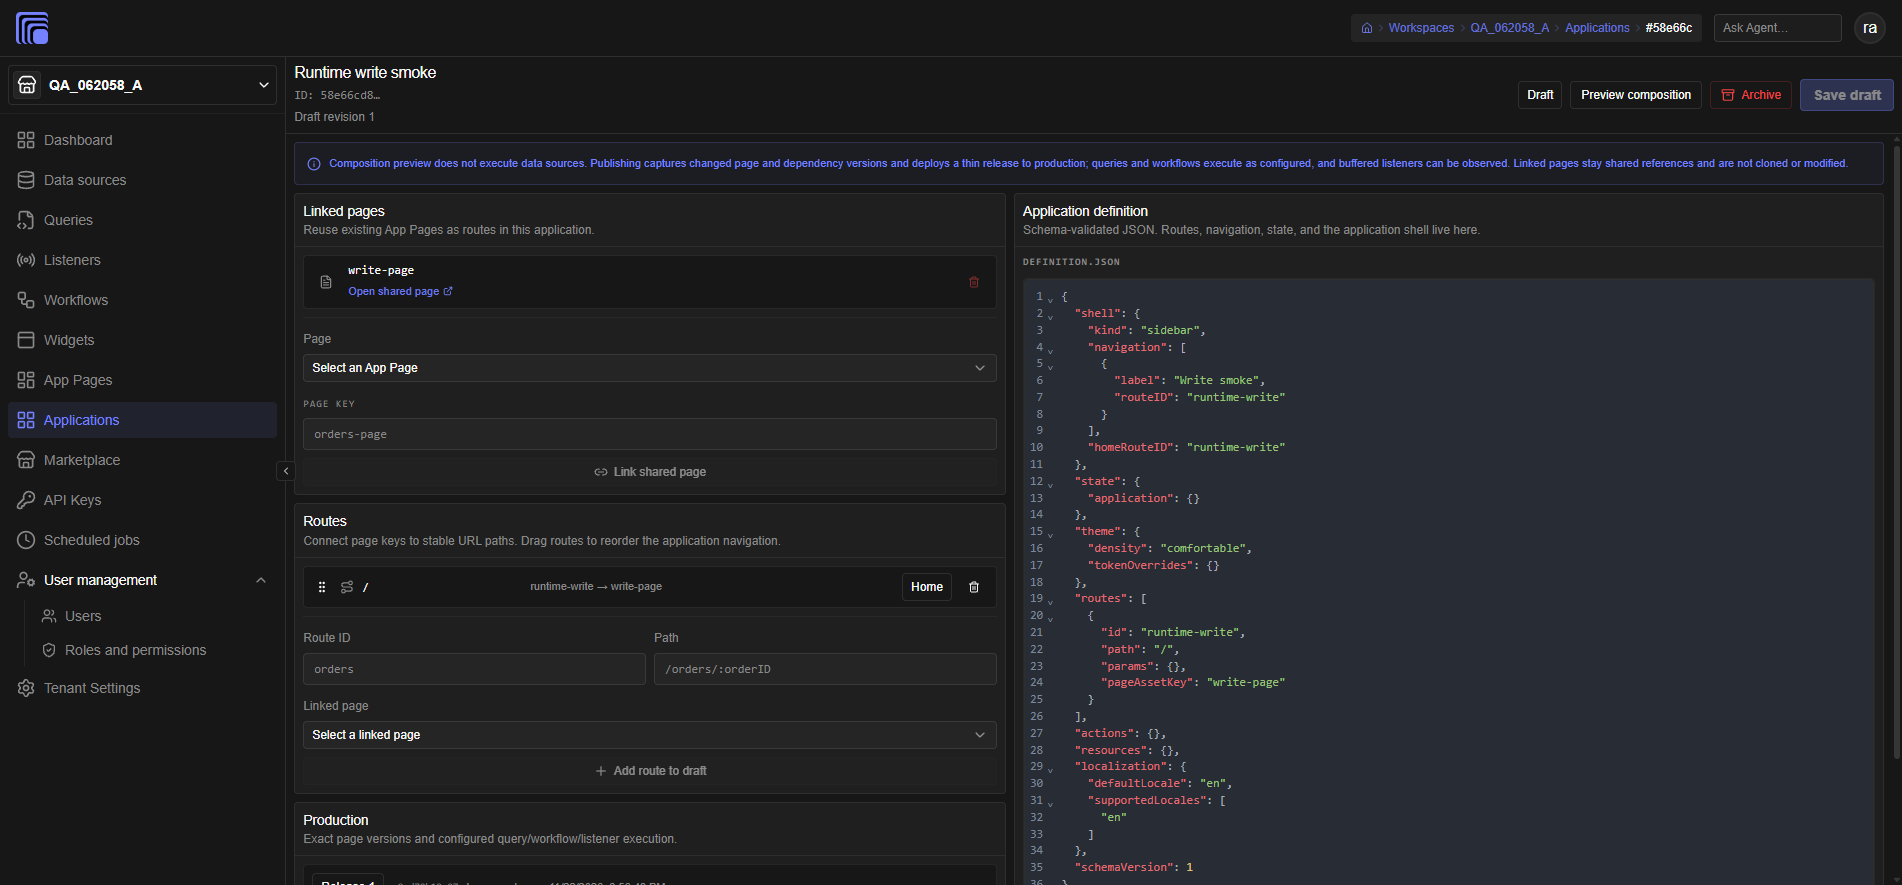 Workspaces
QA_062058_A
Applications
#58e66c
Ask Agent...
ra
QA_062058_A
Dashboard
Data sources
Queries
Listeners
Workflows
Widgets
App Pages
Applications
Marketplace
API Keys
Scheduled jobs
User management
Users
Roles and permissions
Tenant Settings
Runtime write smoke
ID: 58e66cd8…
Draft revision 1
Draft
Preview composition
Archive
Save draft
Composition preview does not execute data sources. Publishing captures changed page and dependency versions and deploys a thin release to production; queries and workflows execute as configured, and buffered listeners can be observed. Linked pages stay shared references and are not cloned or modified.
Linked pages
Reuse existing App Pages as routes in this application.
write-page
Open shared page
Page
Select an App Page
PAGE KEY
orders-page
Link shared page
Routes
Connect page keys to stable URL paths. Drag routes to reorder the application navigation.
/
runtime-write → write-page
Home
Route ID
Path
orders
/orders/:orderID
Linked page
Select a linked page
Add route to draft
Production
Exact page versions and configured query/workflow/listener execution.
Release 1
Application definition
Schema-validated JSON. Routes, navigation, state, and the application shell live here.
DEFINITION.JSON
1 {
2 "shell": {
3 "kind": "sidebar",
4 "navigation": [
5 {
6 "label": "Write smoke",
7 "routeID": "runtime-write"
8 }
9 ],
10 "homeRouteID": "runtime-write"
11 },
12 "state": {
13 "application": {}
14 },
15 "theme": {
16 "density": "comfortable",
17 "tokenOverrides": {}
18 },
19 "routes": [
20 {
21 "id": "runtime-write",
22 "path": "/",
23 "params": {},
24 "pageAssetKey": "write-page"
25 }
26 ],
27 "actions": {},
28 "resources": {},
29 "localization": {
30 "defaultLocale": "en",
31 "supportedLocales": [
32 "en"
33 ]
34 },
35 "schemaVersion": 1
36 }